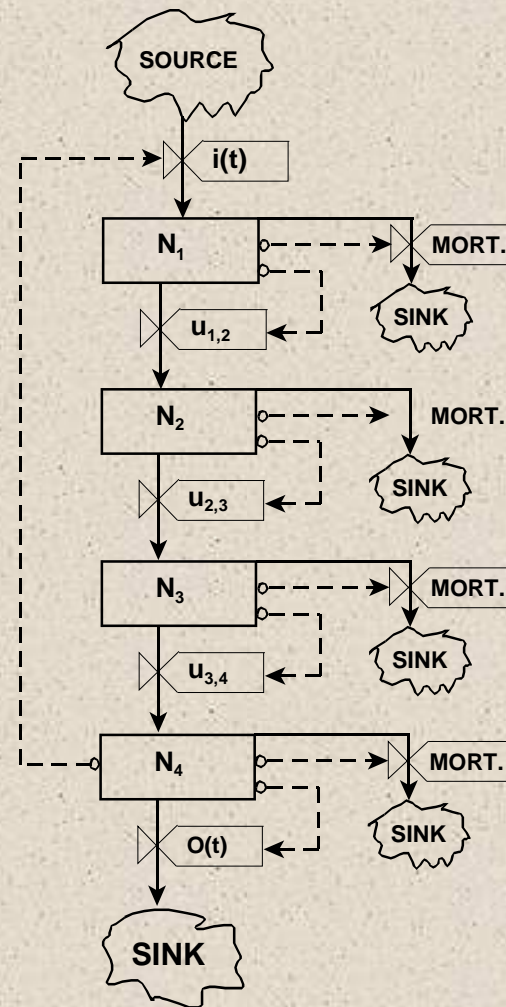 SOURCE
i(t)
N₁
MORT.
SINK
u₁,₂
N₂
MORT.
SINK
u₂,₃
N₃
MORT.
SINK
u₃,₄
N₄
MORT.
SINK
O(t)
SINK